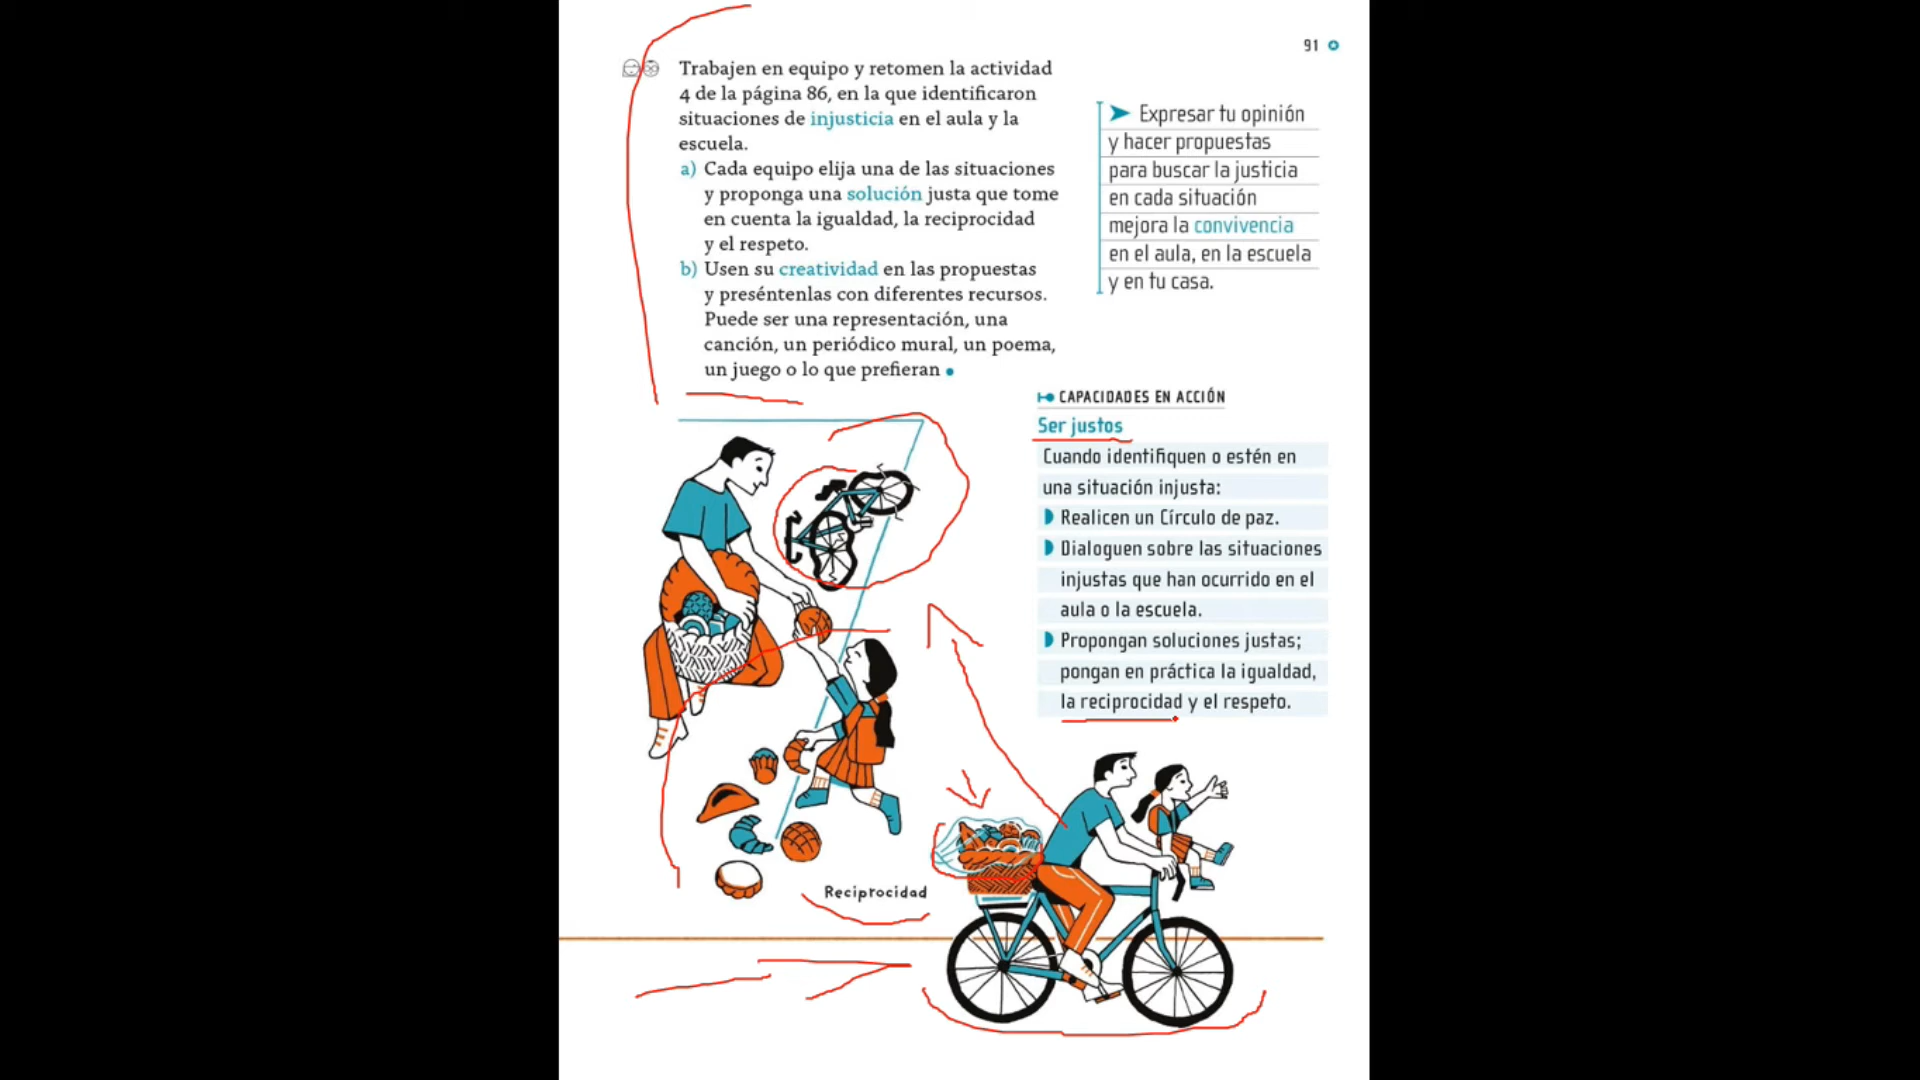 91
Trabajen en equipo y retomen la actividad
4 de la página 86, en la que identificaron
situaciones de injusticia en el aula y la
escuela.
a) Cada equipo elija una de las situaciones
y proponga una solución justa que tome
en cuenta la igualdad, la reciprocidad
y el respeto.
b) Usen su creatividad en las propuestas
y preséntenlas con diferentes recursos.
Puede ser una representación, una
canción, un periódico mural, un poema,
un juego o lo que prefieran
Expresar tu opinión
y hacer propuestas
para buscar la justicia
en cada situación
mejora la convivencia
en el aula, en la escuela
y en tu casa.
CAPACIDADES EN ACCIÓN
Ser justos
Cuando identifiquen o estén en
una situación injusta:
Realicen un Círculo de paz.
Dialoguen sobre las situaciones
injustas que han ocurrido en el
aula o la escuela.
Propongan soluciones justas;
pongan en práctica la igualdad,
la reciprocidad y el respeto.
Reciprocidad